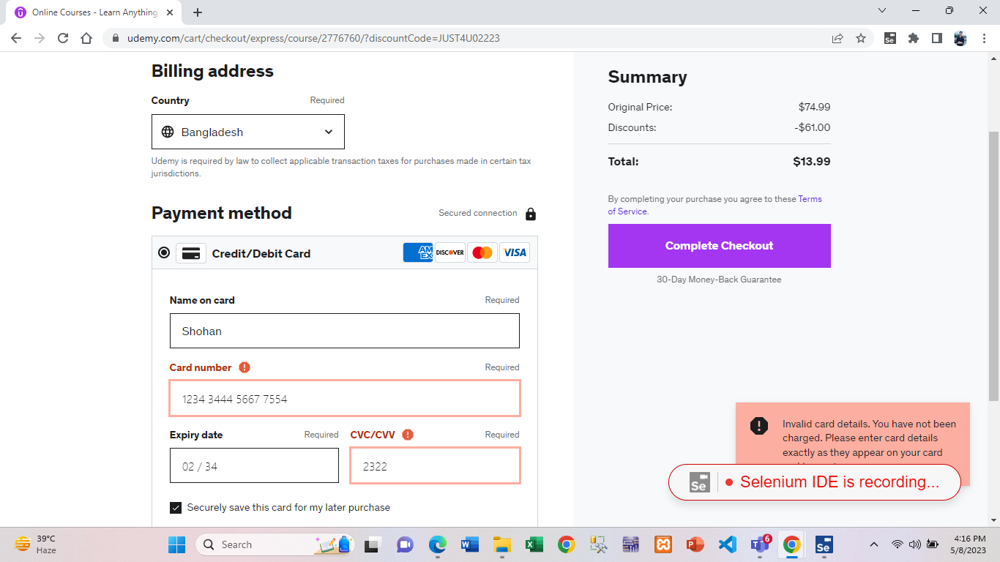 Online Courses - Learn Anything
udemy.com/cart/checkout/express/course/2776760/?discountCode=JUST4U02223
Se
Billing address
Country Required
Bangladesh
Udemy is required by law to collect applicable transaction taxes for purchases made in certain tax
jurisdictions.
Payment method Secured connection
Credit/Debit Card AM EX DISCOVER VISA
Name on card Required
Shohan
Card number Required
1234 3444 5667 7554
Expiry date Required CVC/CVV Required
02 / 34 2322
Securely save this card for my later purchase
Summary
Original Price: $74.99
Discounts: -$61.00
Total: $13.99
By completing your purchase you agree to these Terms
of Service.
Complete Checkout
30-Day Money-Back Guarantee
Invalid card details. You have not been
charged. Please enter card details
exactly as they appear on your card
Se Selenium IDE is recording...
39°C
Haze
Search
6
Se
4:16 PM
5/8/2023